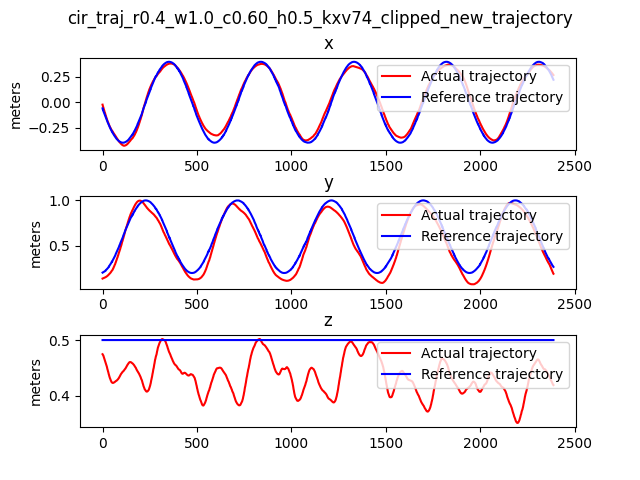 cir_traj_r0.4_w1.0_c0.60_h0.5_kxv74_clipped_new_trajectory
x
meters
0.25
0.00
−0.25
Actual trajectory
Reference trajectory
0 500 1000 1500 2000 2500
y
meters
1.0
0.5
Actual trajectory
Reference trajectory
0 500 1000 1500 2000 2500
z
meters
0.5
0.4
Actual trajectory
Reference trajectory
0 500 1000 1500 2000 2500